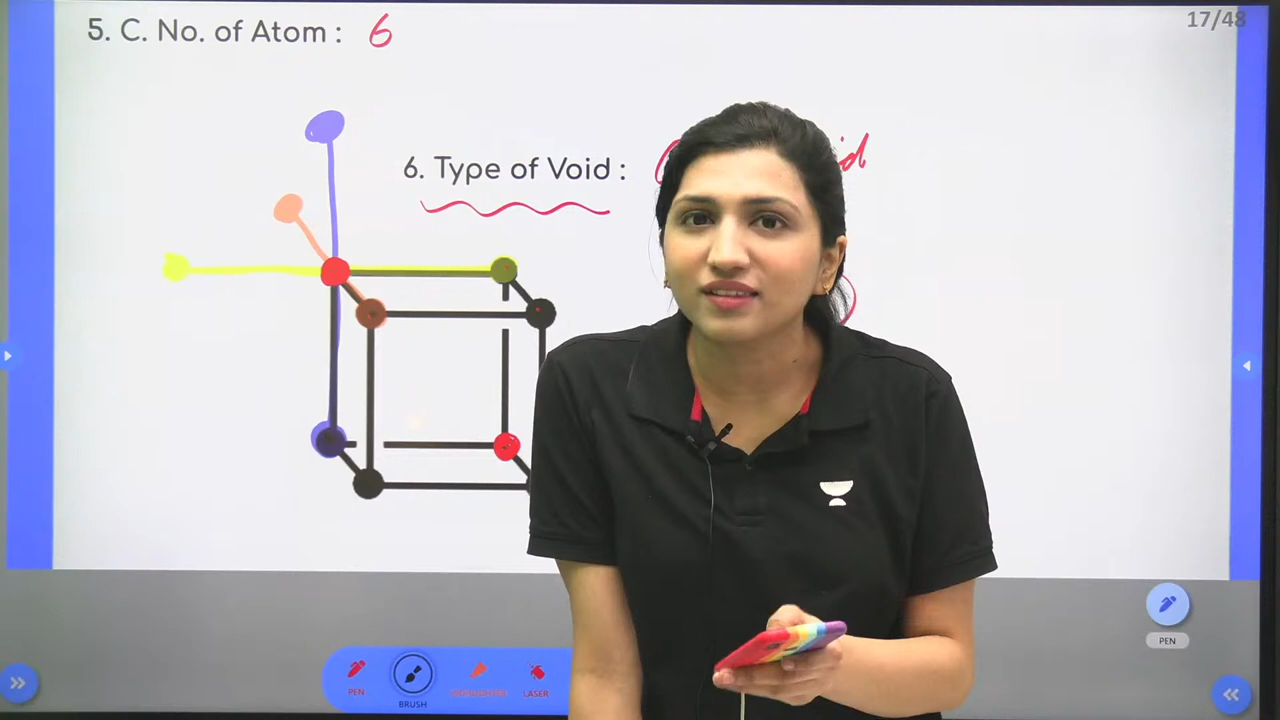 17/48
5. C. No. of Atom : 6
6. Type of Void :
PEN
BRUSH
LASER
PEN